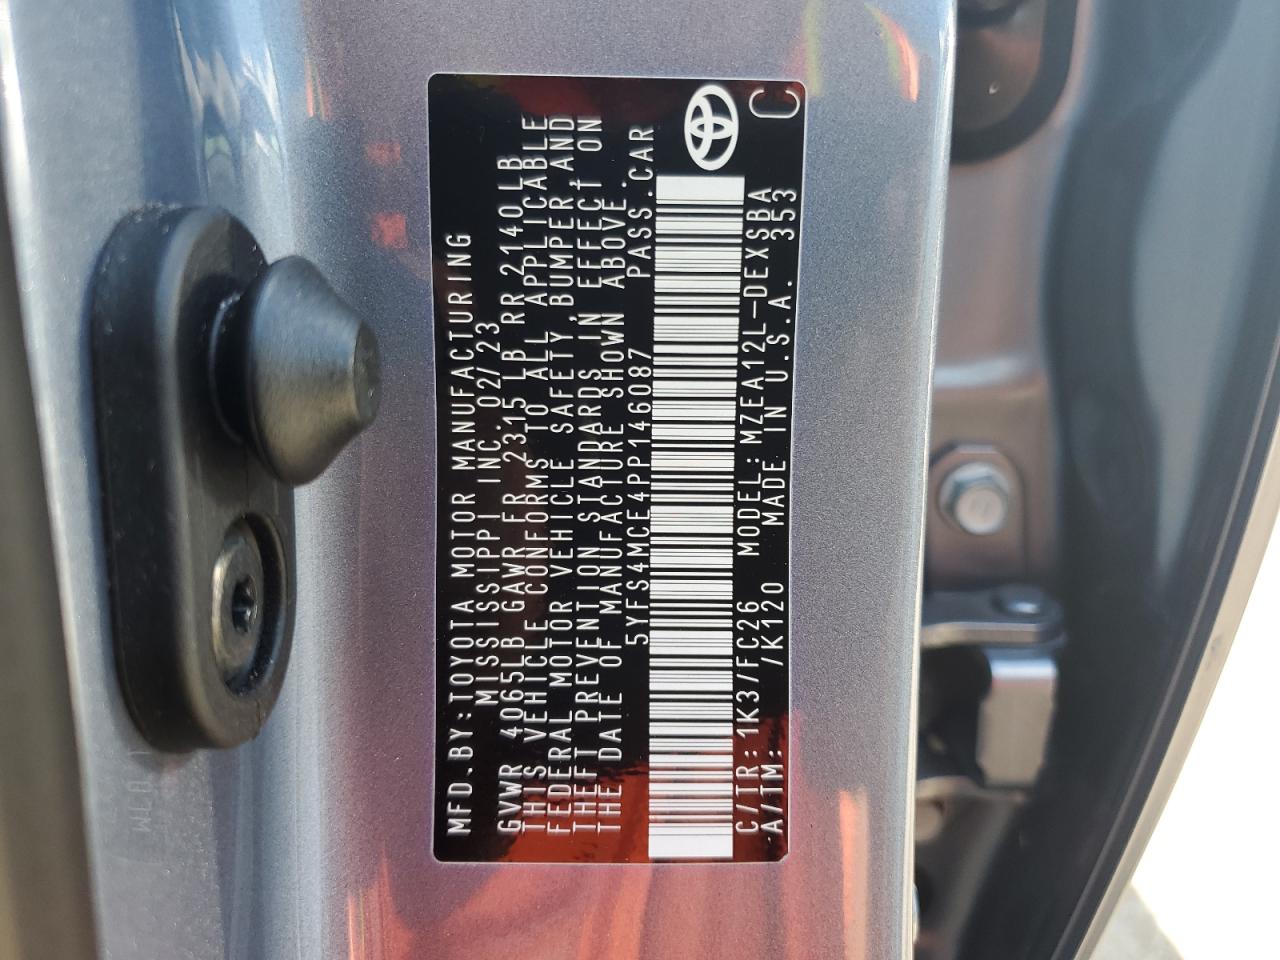 MFD.BY:TOYOTA MOTOR MANUFACTURING
MISSISSIPPI INC. 02/23
GVWR 4065LB GAWR FR 2315 LB RR 2140LB
THIS VEHICLE CONFORMS TO ALL APPLICABLE
FEDERAL MOTOR VEHICLE SAFETY,BUMPER,AND
THEFT PREVENTION STANDARDS IN EFFECT ON
THE DATE OF MANUFACTURE SHOWN ABOVE.
5YFS4MCE4PP146087 PASS.CAR
C/TR:1K3/FC26 MODEL:MZEA12L-DEXSBA
A/TM: /K120 MADE IN U.S.A. 353
C